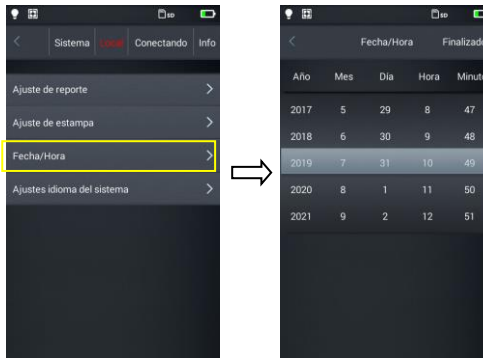 SD
Sistema Local Conectando Info
Ajuste de reporte
Ajuste de estampa
Fecha/Hora
Ajustes idioma del sistema
SD
Fecha/Hora Finalizado
Año Mes Día Hora Minuto
2017 5 29 8 47
2018 6 30 9 48
2019 7 31 10 49
2020 8 1 11 50
2021 9 2 12 51